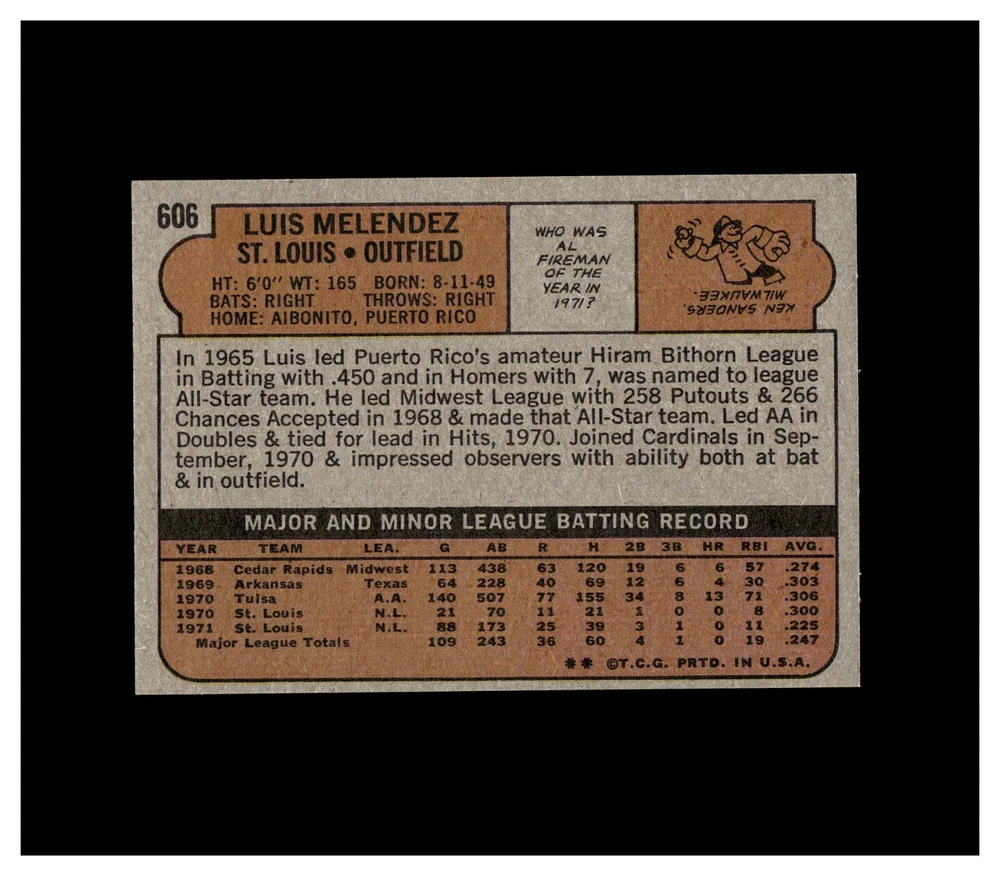 606
LUIS MELENDEZ
ST. LOUIS • OUTFIELD
HT: 6'0" WT: 165 BORN: 8-11-49
BATS: RIGHT THROWS: RIGHT
HOME: AIBONITO, PUERTO RICO
WHO WAS
AL
FIREMAN
OF THE
YEAR IN
1971?
KEN SANDERS,
MILWAUKEE.
In 1965 Luis led Puerto Rico's amateur Hiram Bithorn League
in Batting with .450 and in Homers with 7, was named to league
All-Star team. He led Midwest League with 258 Putouts & 266
Chances Accepted in 1968 & made that All-Star team. Led AA in
Doubles & tied for lead in Hits, 1970. Joined Cardinals in Sep-
tember, 1970 & impressed observers with ability both at bat
& in outfield.
MAJOR AND MINOR LEAGUE BATTING RECORD
YEAR TEAM LEA. G AB R H 2B 3B HR RBI AVG.
1968 Cedar Rapids Midwest 113 438 63 120 19 6 6 57 .274
1969 Arkansas Texas 64 228 40 69 12 6 4 30 .303
1970 Tulsa A.A. 140 507 77 155 34 8 13 71 .306
1970 St. Louis N.L. 21 70 11 21 1 0 0 8 .300
1971 St. Louis N.L. 88 173 25 39 3 1 0 11 .225
Major League Totals 109 243 36 60 4 1 0 19 .247
** ©T.C.G. PRTD. IN U.S.A.